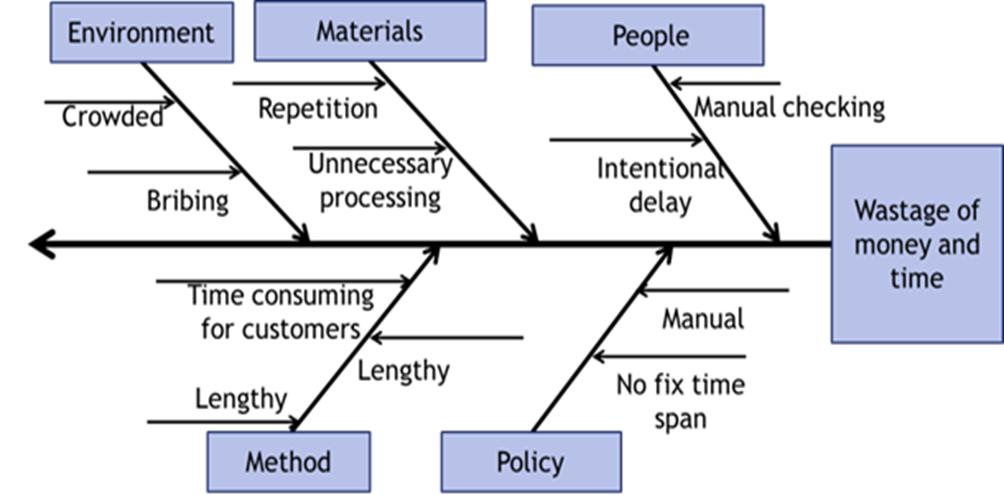 Environment
Materials
People
Crowded
Repetition
Manual checking
Bribing
Unnecessary
processing
Intentional
delay
Wastage of
money and
time
Time consuming
for customers
Manual
Lengthy
No fix time
span
Lengthy
Method
Policy